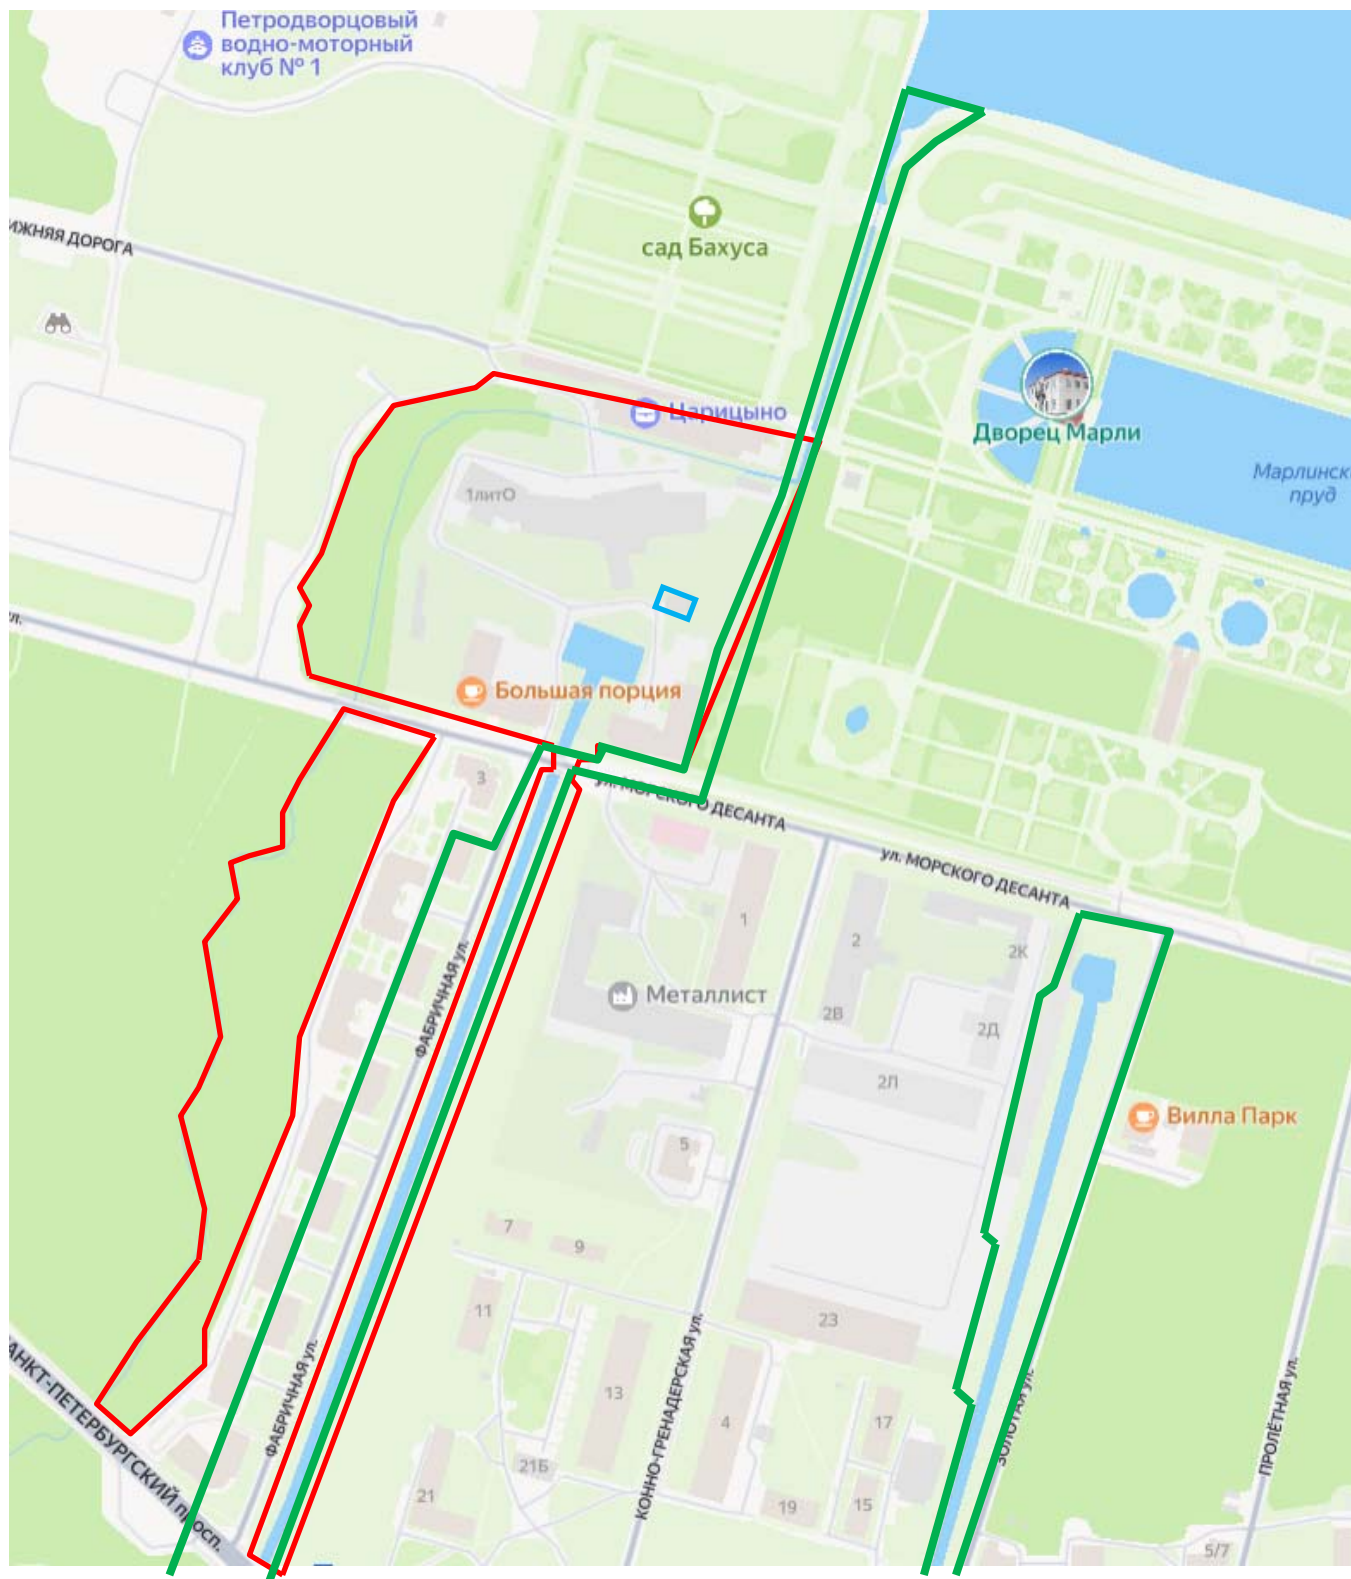 Петродворцовый
водно-моторный
клуб № 1
ИЖНЯЯ ДОРОГА
сад Бахуса
Царицыно
Дворец Марли
Марлинск
пруд
1литО
ул.
Большая порция
ул. МОРСКОГО ДЕСАНТА
ул. МОРСКОГО ДЕСАНТА
3
1
2
2К
ФАБРИЧНАЯ ул.
Металлист
2В
2Д
2Л
Вилла Парк
5
7
9
11
23
АНКТ-ПЕТЕРБУРГСКИЙ просп.
ФАБРИЧНАЯ ул.
13
КОННО-ГРЕНАДЕРСКАЯ ул.
4
17
ЗОЛОТАЯ ул.
ПРОЛЁТНАЯ ул.
21Б
21
19
15
5/7